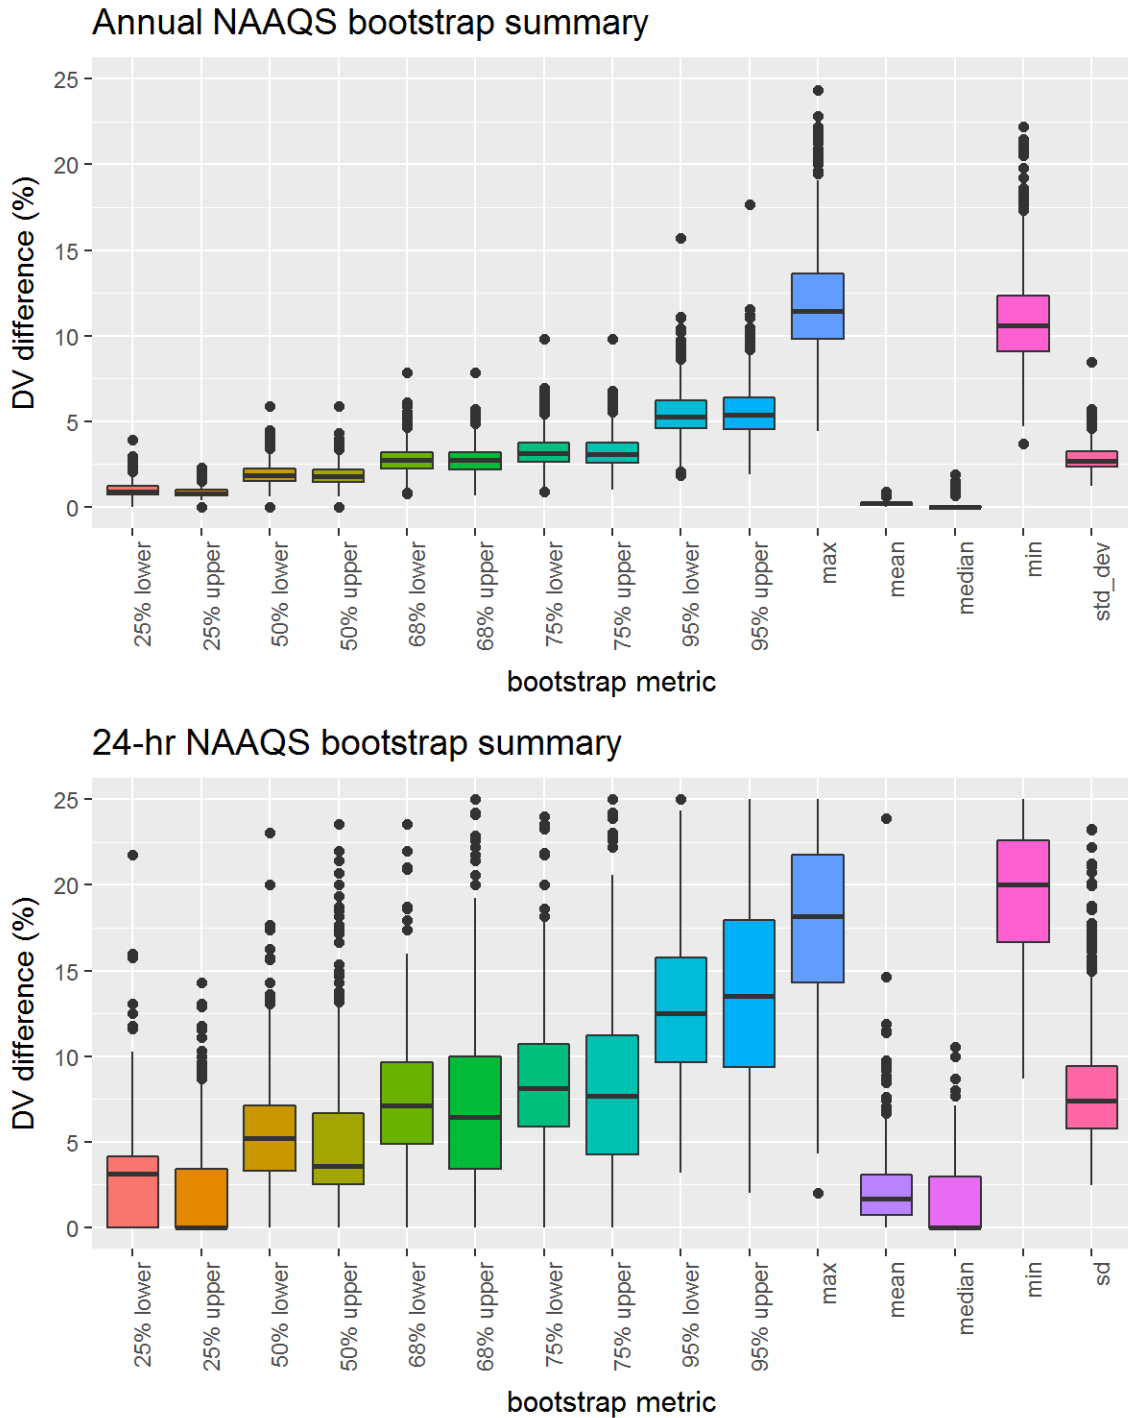 Annual NAAQS bootstrap summary
DV difference (%)
25
20
15
10
5
0
25% lower
25% upper
50% lower
50% upper
68% lower
68% upper
75% lower
75% upper
95% lower
95% upper
max
mean
median
min
std_dev
bootstrap metric
24-hr NAAQS bootstrap summary
DV difference (%)
25
20
15
10
5
0
25% lower
25% upper
50% lower
50% upper
68% lower
68% upper
75% lower
75% upper
95% lower
95% upper
max
mean
median
min
sd
bootstrap metric